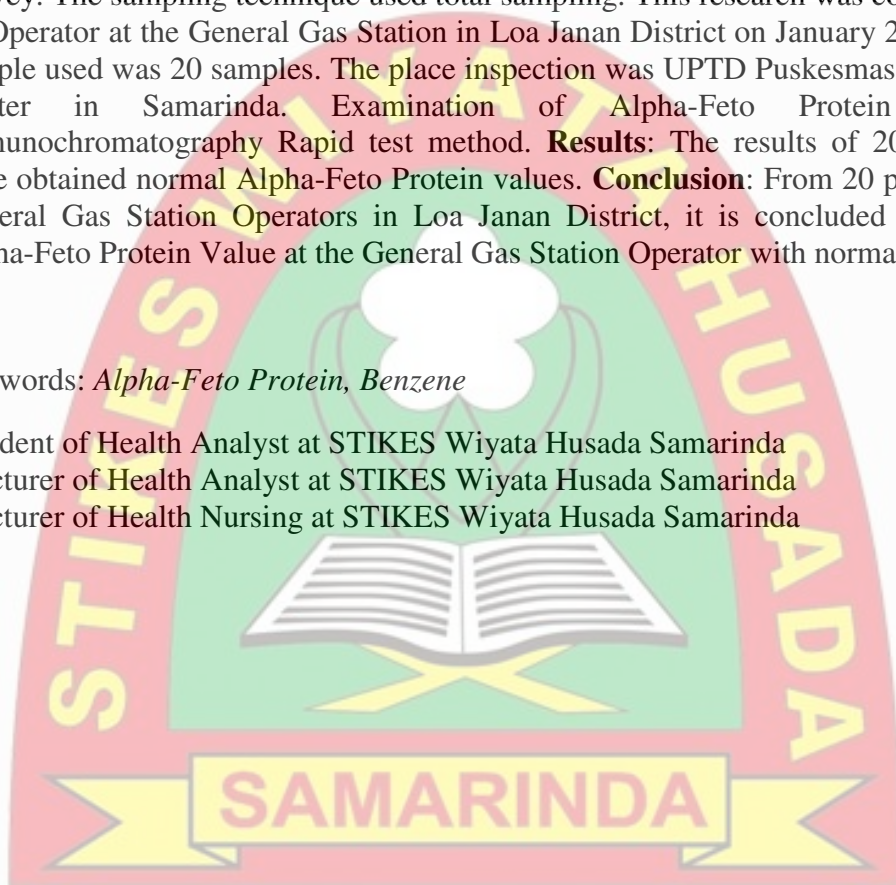 vey. The sampling technique used total sampling. This research was co
Operator at the General Gas Station in Loa Janan District on January 2
ple used was 20 samples. The place inspection was UPTD Puskesmas
ter in Samarinda. Examination of Alpha-Feto Protein
munochromatography Rapid test method. Results: The results of 20
e obtained normal Alpha-Feto Protein values. Conclusion: From 20 p
eral Gas Station Operators in Loa Janan District, it is concluded
ha-Feto Protein Value at the General Gas Station Operator with norma
words: Alpha-Feto Protein, Benzene
dent of Health Analyst at STIKES Wiyata Husada Samarinda
cturer of Health Analyst at STIKES Wiyata Husada Samarinda
cturer of Health Nursing at STIKES Wiyata Husada Samarinda
STIKES WIYATA HUSADA
SAMARINDA